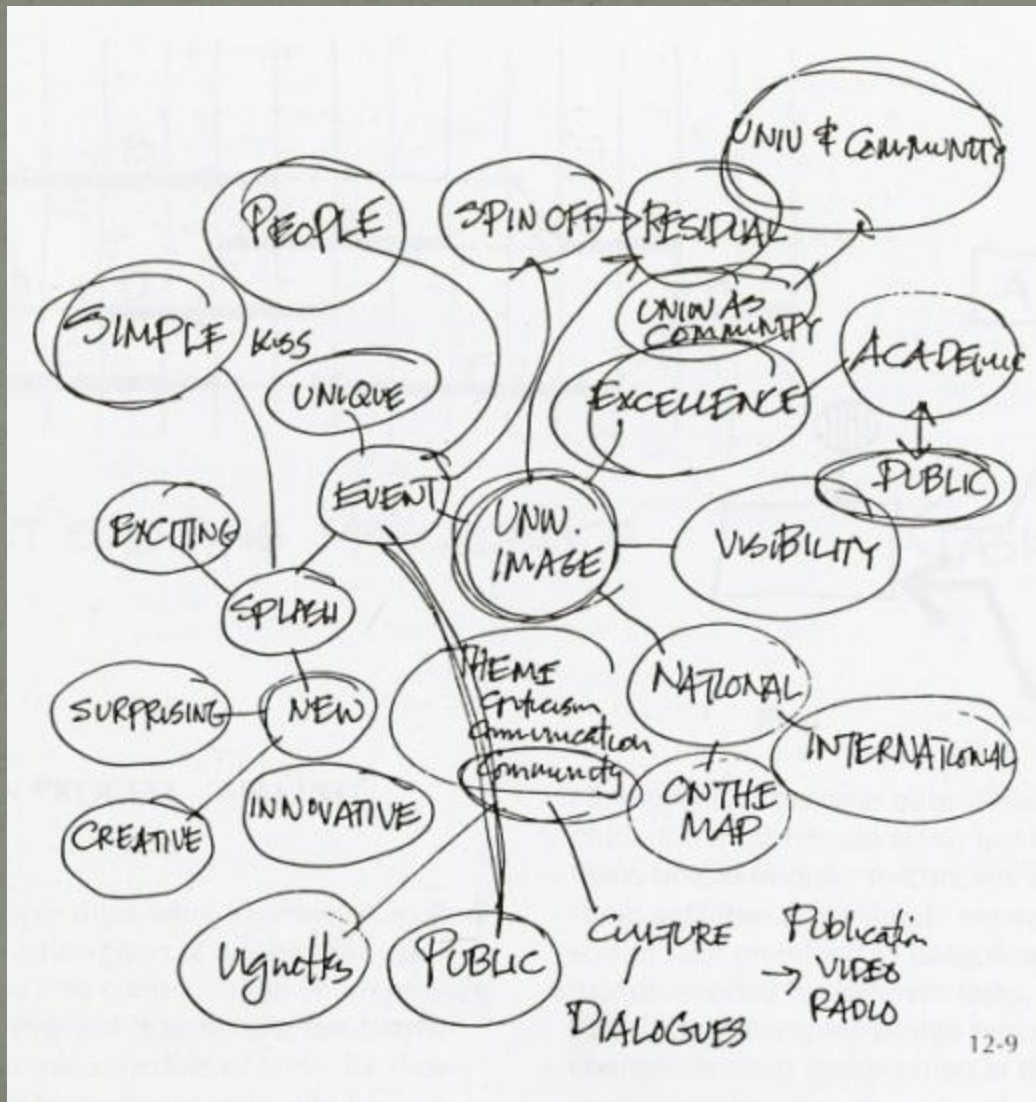 UNIV & COMMUNITY
PEOPLE
SPIN OFF
RESIDUAL
SIMPLE
KISS
UNION AS
COMMUNITY
UNIQUE
EXCELLENCE
ACADEMIC
EVENT
PUBLIC
EXCITING
UNIV.
IMAGE
VISIBILITY
SPLASH
THEME
Criticism
Communication
Community
NATIONAL
SURPRISING
NEW
INTERNATIONAL
INNOVATIVE
ON THE
MAP
CREATIVE
Vignettes
PUBLIC
CULTURE
DIALOGUES
Publication
VIDEO
RADIO
12-9